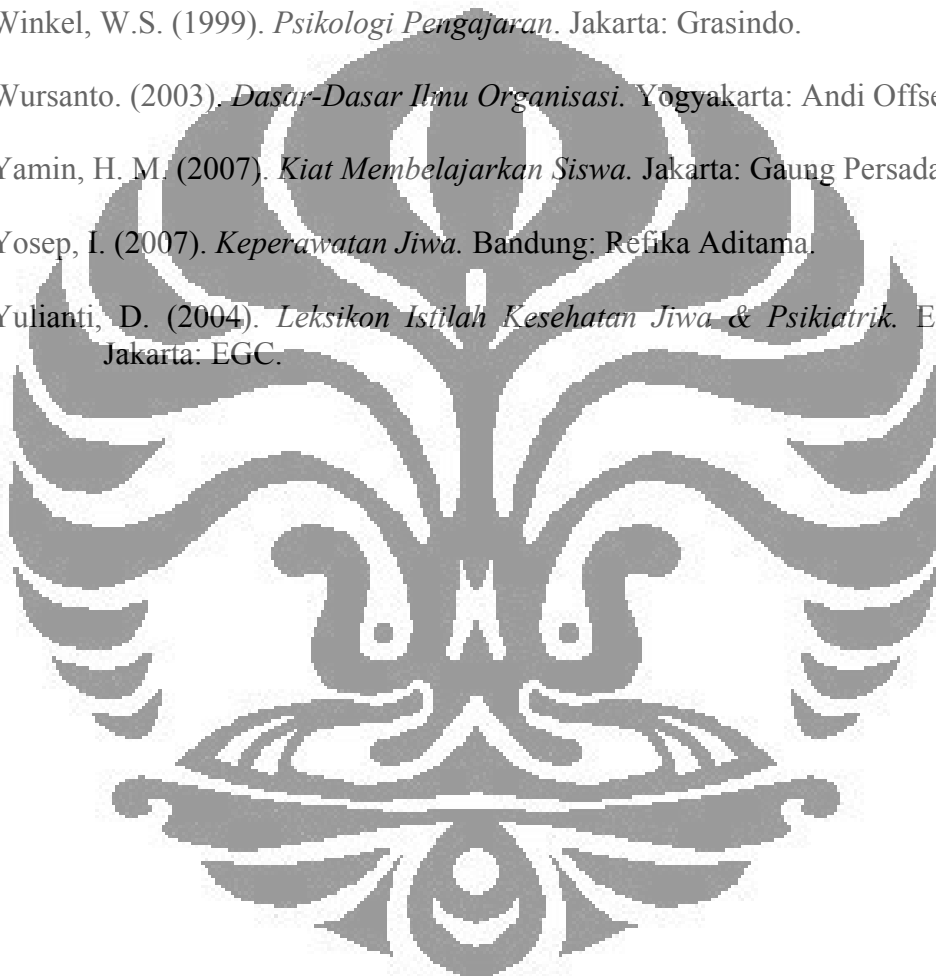 Winkel, W.S. (1999). Psikologi Pengajaran. Jakarta: Grasindo.
Wursanto. (2003). Dasar-Dasar Ilmu Organisasi. Yogyakarta: Andi Offse
Yamin, H. M. (2007). Kiat Membelajarkan Siswa. Jakarta: Gaung Persada
Yosep, I. (2007). Keperawatan Jiwa. Bandung: Refika Aditama.
Yulianti, D. (2004). Leksikon Istilah Kesehatan Jiwa & Psikiatrik. E
Jakarta: EGC.